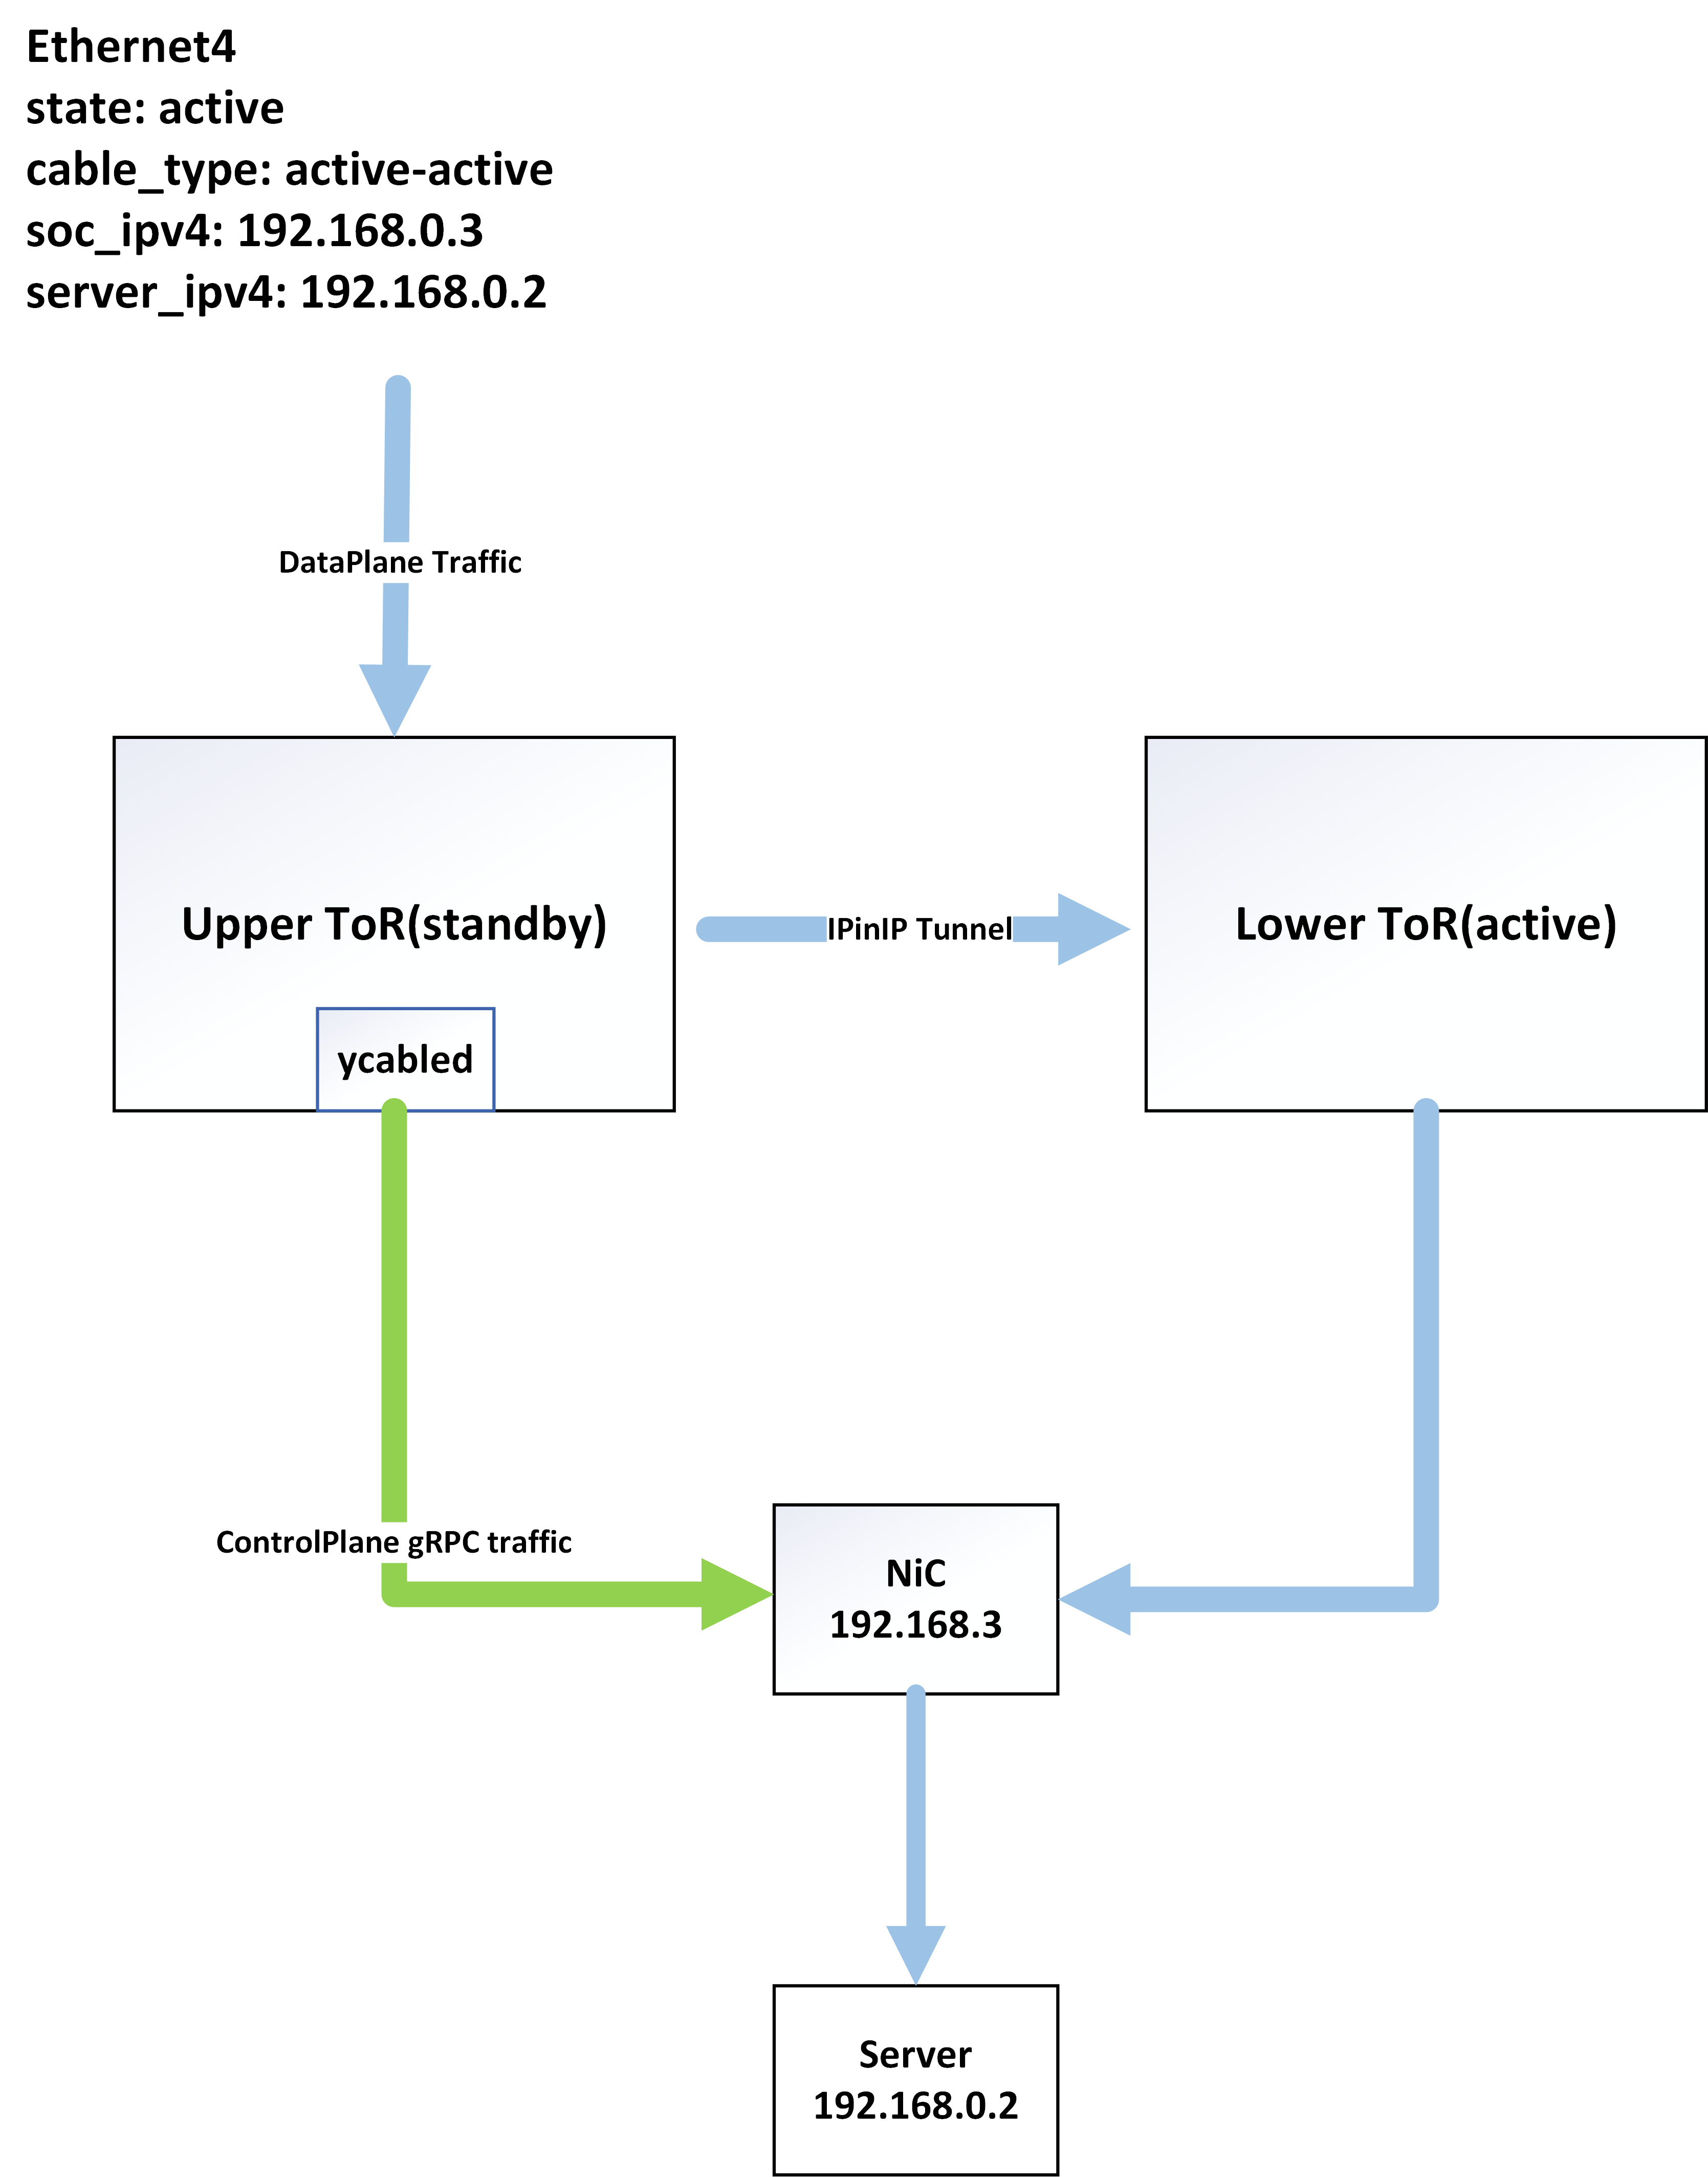 Ethernet4
state: active
cable_type: active-active
soc_ipv4: 192.168.0.3
server_ipv4: 192.168.0.2
DataPlane Traffic
Upper ToR(standby)
IPinIP Tunnel
Lower ToR(active)
ycabled
ControlPlane gRPC traffic
NiC
192.168.3
Server
192.168.0.2